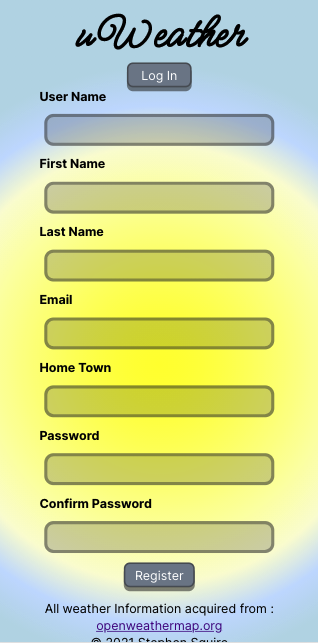 uWeather
Log In
User Name
First Name
Last Name
Email
Home Town
Password
Confirm Password
Register
All weather Information acquired from :
openweathermap.org
© 2021 Stephen Squire